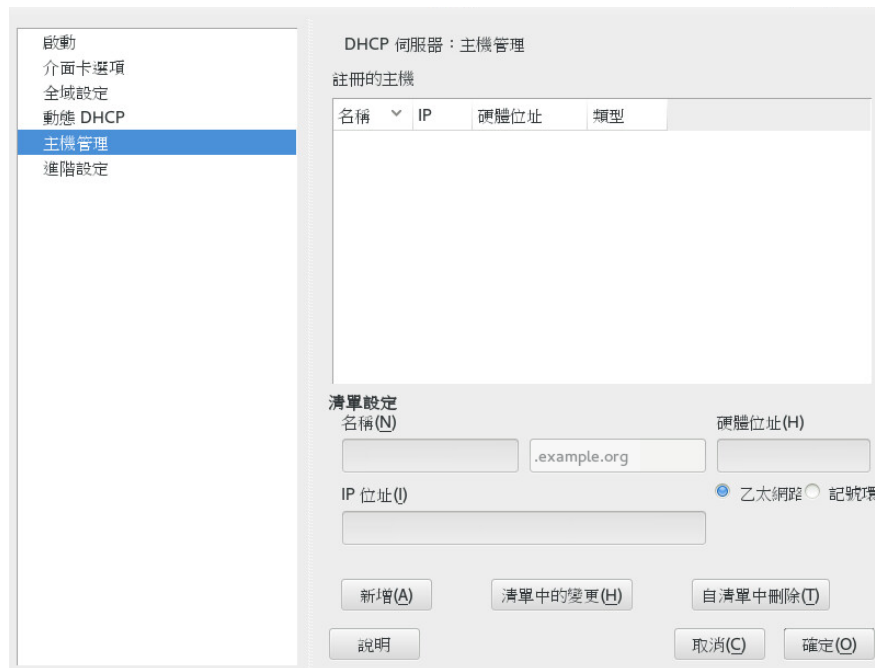 啟動
介面卡選項
全域設定
動態 DHCP
主機管理
進階設定
DHCP 伺服器：主機管理
註冊的主機
名稱 IP 硬體位址 類型
清單設定
名稱(N) 硬體位址(H)
.example.org
IP 位址(I) 乙太網路 記號環
新增(A) 清單中的變更(H) 自清單中刪除(T)
說明 取消(C) 確定(O)